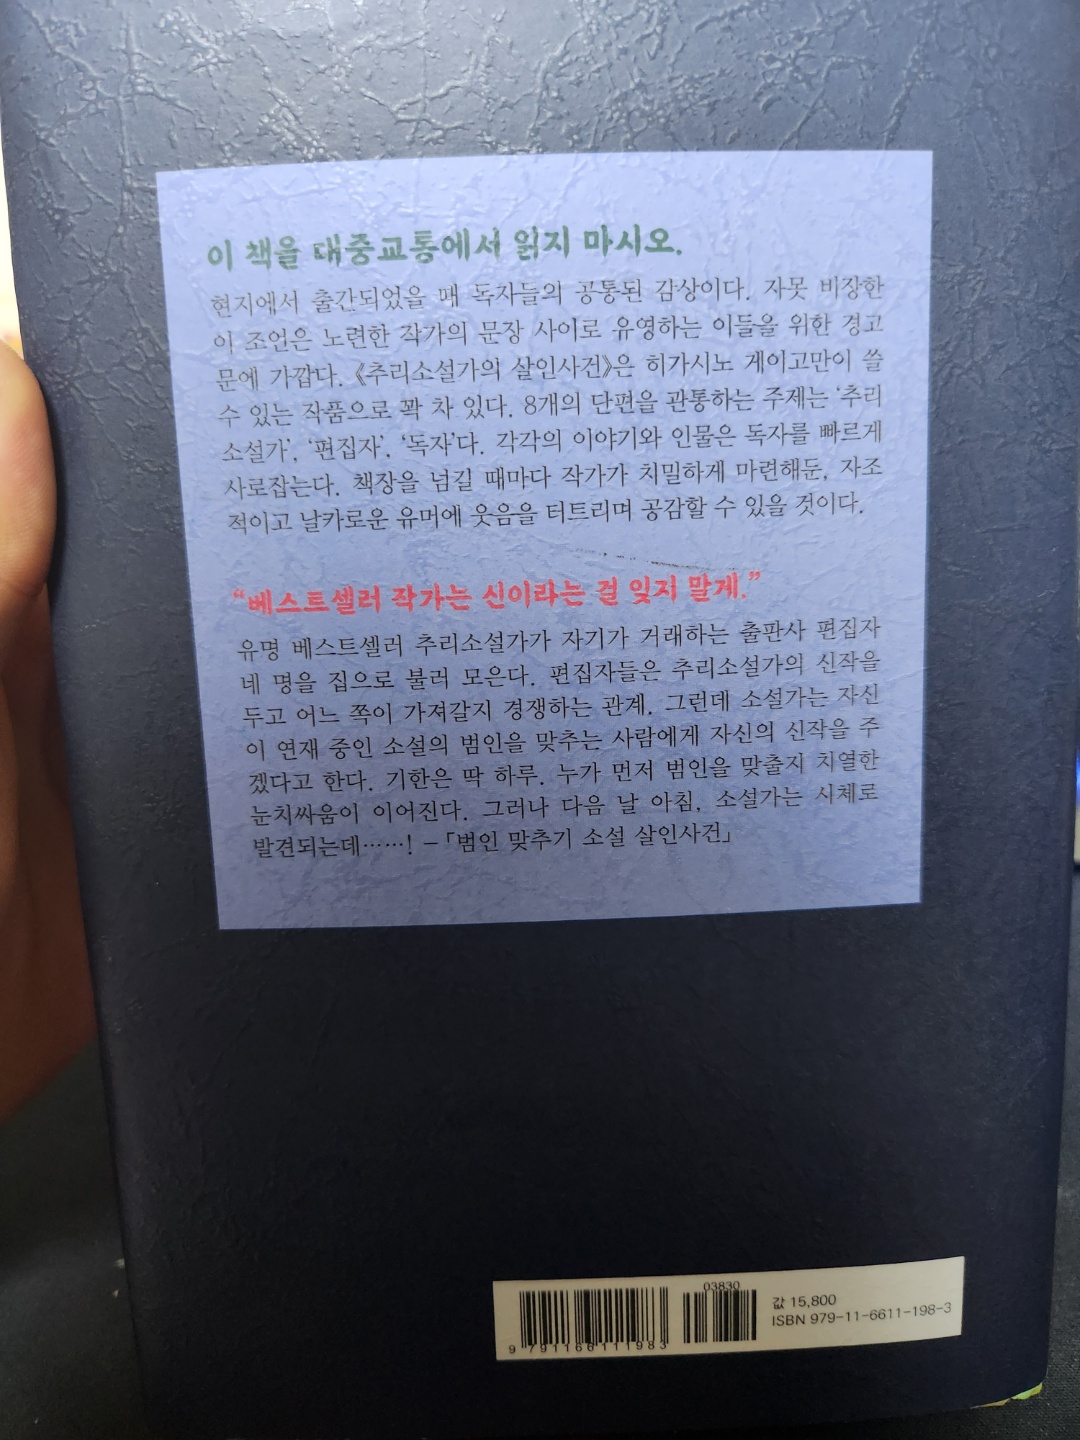 이 책을 대중교통에서 읽지 마시오.
현지에서 출간되었을 때 독자들의 공통된 감상이다. 자못 비장한
이 조언은 노련한 작가의 문장 사이로 유영하는 이들을 위한 경고
문에 가깝다. 《추리소설가의 살인사건》은 히가시노 게이고만이 쓸
수 있는 작품으로 꽉 차 있다. 8개의 단편을 관통하는 주제는 '추리
소설가', '편집자', '독자'다. 각각의 이야기와 인물은 독자를 빠르게
사로잡는다. 책장을 넘길 때마다 작가가 치밀하게 마련해둔, 자조
적이고 날카로운 유머에 웃음을 터트리며 공감할 수 있을 것이다.
"베스트셀러 작가는 신이라는 걸 잊지 말게."
유명 베스트셀러 추리소설가가 자기가 거래하는 출판사 편집자
네 명을 집으로 불러 모은다. 편집자들은 추리소설가의 신작을
두고 어느 쪽이 가져갈지 경쟁하는 관계. 그런데 소설가는 자신
이 연재 중인 소설의 범인을 맞추는 사람에게 자신의 신작을 주
겠다고 한다. 기한은 딱 하루. 누가 먼저 범인을 맞출지 치열한
눈치싸움이 이어진다. 그러나 다음 날 아침, 소설가는 시체로
발견되는데……! – 「범인 맞추기 소설 살인사건」
03830
값 15,800
ISBN 979-11-6611-198-3
9 791166 111983